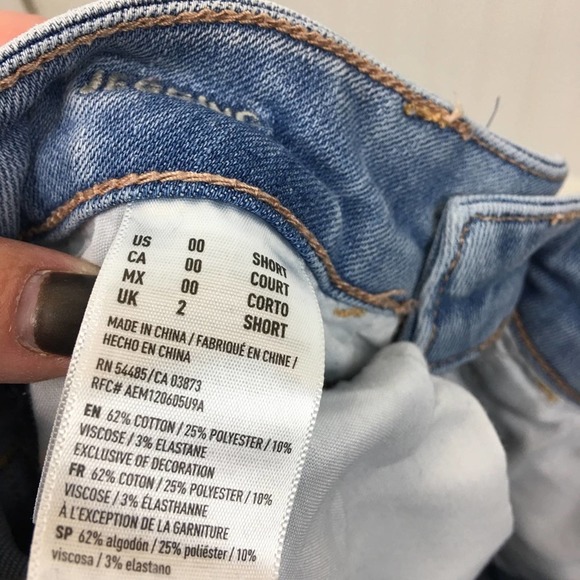 JEGGING
US 00 SHORT
CA 00 COURT
MX 00 CORTO
UK 2 SHORT
MADE IN CHINA / FABRIQUÉ EN CHINE /
HECHO EN CHINA
RN 54485/CA 03873
RFC# AEM120605U9A
EN 62% COTTON / 25% POLYESTER / 10%
VISCOSE / 3% ELASTANE
EXCLUSIVE OF DECORATION
FR 62% COTON / 25% POLYESTER / 10%
VISCOSE / 3% ÉLASTHANNE
À L'EXCEPTION DE LA GARNITURE
SP 62% algodón / 25% poliéster / 10%
viscosa / 3% elastano